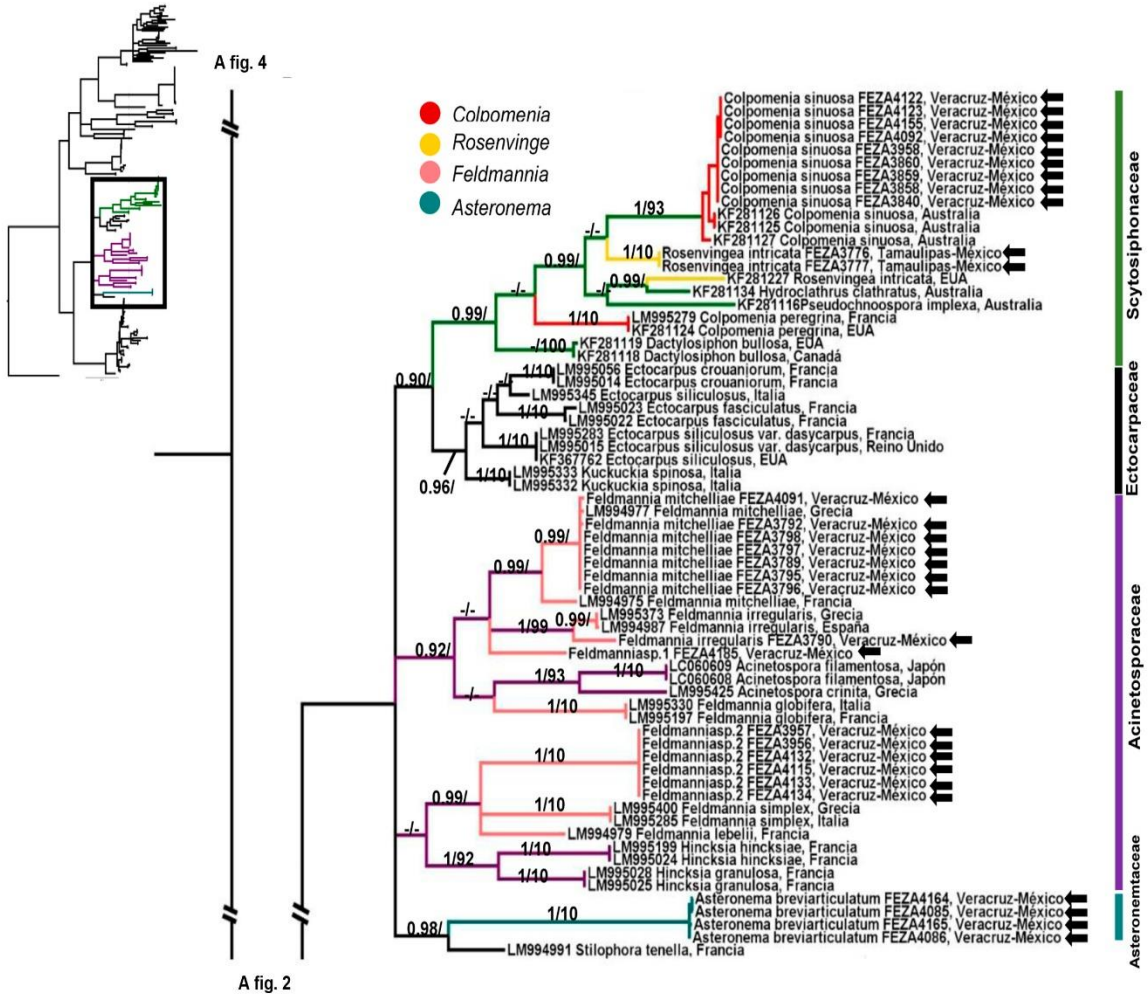 A fig. 4
Colpomenia
Rosenvinge
Feldmannia
Asteronema
Colpomenia sinuosa FEZA4122, Veracruz-México
Colpomenia sinuosa FEZA4123, Veracruz-México
Colpomenia sinuosa FEZA4155, Veracruz-México
Colpomenia sinuosa FEZA4092, Veracruz-México
Colpomenia sinuosa FEZA3958, Veracruz-México
Colpomenia sinuosa FEZA3860, Veracruz-México
Colpomenia sinuosa FEZA3859, Veracruz-México
Colpomenia sinuosa FEZA3858, Veracruz-México
Colpomenia sinuosa FEZA3840, Veracruz-México
1/93
KF281126 Colpomenia sinuosa, Australia
KF281125 Colpomenia sinuosa, Australia
-/-
KF281127 Colpomenia sinuosa, Australia
1/10
Rosenvingea intricata FEZA3776, Tamaulipas-México
Rosenvingea intricata FEZA3777, Tamaulipas-México
0.99/
0.99/
KF281227 Rosenvingea intricata, EUA
-/-
-/-
KF281134 Hydroclathrus clathratus, Australia
KF281116Pseudochnoospora implexa, Australia
1/10
LM995279 Colpomenia peregrina, Francia
KF281124 Colpomenia peregrina, EUA
0.99/
-/100
KF281119 Dactylosiphon bullosa, EUA
KF281118 Dactylosiphon bullosa, Canadá
Scytosiphonaceae
0.90/
1/10
LM995056 Ectocarpus crouaniorum, Francia
LM995014 Ectocarpus crouaniorum, Francia
-/-
-/-
LM995345 Ectocarpus siliculosus, Italia
-/-
1/10
LM995023 Ectocarpus fasciculatus, Francia
LM995022 Ectocarpus fasciculatus, Francia
1/10
LM995283 Ectocarpus siliculosus var. dasycarpus, Francia
LM995015 Ectocarpus siliculosus var. dasycarpus, Reino Unido
KF367762 Ectocarpus siliculosus, EUA
0.96/
1/10
LM995333 Kuckuckia spinosa, Italia
LM995332 Kuckuckia spinosa, Italia
Ectocarpaceae
Feldmannia mitchelliae FEZA4091, Veracruz-México
LM994977 Feldmannia mitchelliae, Grecia
Feldmannia mitchelliae FEZA3792, Veracruz-México
Feldmannia mitchelliae FEZA3798, Veracruz-México
0.99/
Feldmannia mitchelliae FEZA3797, Veracruz-México
Feldmannia mitchelliae FEZA3789, Veracruz-México
0.99/
Feldmannia mitchelliae FEZA3795, Veracruz-México
Feldmannia mitchelliae FEZA3796, Veracruz-México
LM994975 Feldmannia mitchelliae, Francia
-/-
0.99/
LM995373 Feldmannia irregularis, Grecia
LM994987 Feldmannia irregularis, España
1/99
Feldmannia irregularis FEZA3790, Veracruz-México
0.92/
Feldmanniasp.1 FEZA4185, Veracruz-México
1/10
LC060609 Acinetospora filamentosa, Japón
LC060608 Acinetospora filamentosa, Japón
1/93
LM995425 Acinetospora crinita, Grecia
-/-
1/10
LM995330 Feldmannia globifera, Italia
LM995197 Feldmannia globifera, Francia
Feldmanniasp.2 FEZA3957, Veracruz-México
Feldmanniasp.2 FEZA3956, Veracruz-México
1/10
Feldmanniasp.2 FEZA4132, Veracruz-México
Feldmanniasp.2 FEZA4115, Veracruz-México
Feldmanniasp.2 FEZA4133, Veracruz-México
Feldmanniasp.2 FEZA4134, Veracruz-México
0.99/
1/10
LM995400 Feldmannia simplex, Grecia
LM995285 Feldmannia simplex, Italia
-/-
LM994979 Feldmannia lebelii, Francia
1/10
LM995199 Hincksia hincksiae, Francia
LM995024 Hincksia hincksiae, Francia
1/92
1/10
LM995028 Hincksia granulosa, Francia
LM995025 Hincksia granulosa, Francia
Acinetosporaceae
Asteronema breviarticulatum FEZA4164, Veracruz-México
Asteronema breviarticulatum FEZA4085, Veracruz-México
1/10
Asteronema breviarticulatum FEZA4165, Veracruz-México
Asteronema breviarticulatum FEZA4086, Veracruz-México
0.98/
LM994991 Stilophora tenella, Francia
Asteronemtaceae
A fig. 2